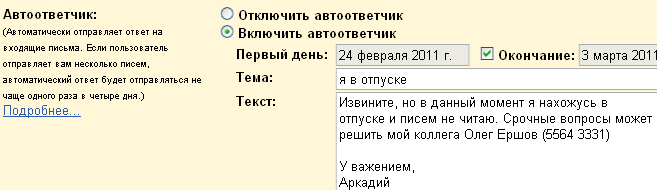 Автоответчик:
(Автоматически отправляет ответ на
входящие письма. Если пользователь
отправляет вам несколько писем,
автоматический ответ будет отправляться не
чаще одного раза в четыре дня.)
Подробнее...
Отключить автоответчик
Включить автоответчик
Первый день: 24 февраля 2011 г. Окончание: 3 марта 2011
Тема: я в отпуске
Текст: Извините, но в данный момент я нахожусь в
отпуске и писем не читаю. Срочные вопросы может
решить мой коллега Олег Ершов (5564 3331)
У важением,
Аркадий